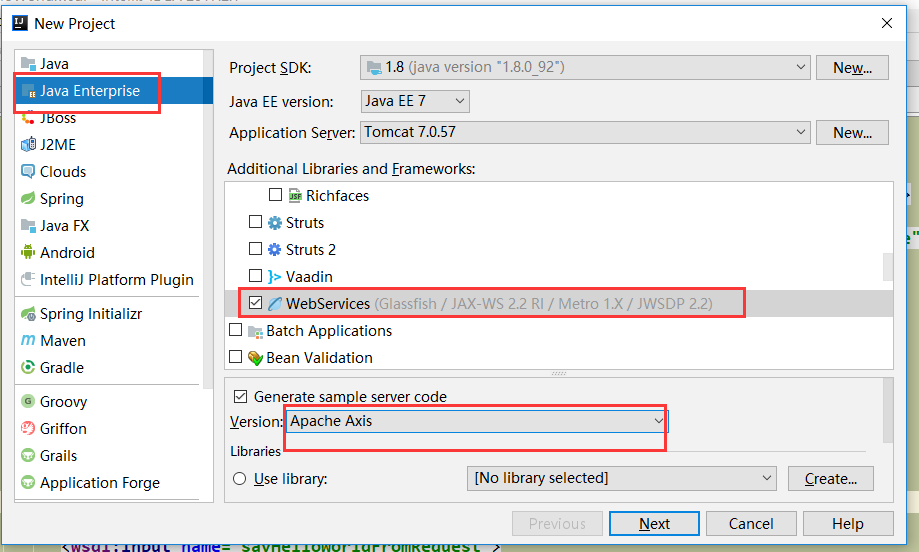 New Project
Java
Java Enterprise
JBoss
J2ME
Clouds
Spring
Java FX
Android
IntelliJ Platform Plugin
Spring Initializr
Maven
Gradle
Groovy
Griffon
Grails
Application Forge
Project SDK: 1.8 (java version "1.8.0_92") New...
Java EE version: Java EE 7
Application Server: Tomcat 7.0.57 New...
Additional Libraries and Frameworks:
Richfaces
Struts
Struts 2
Vaadin
WebServices (Glassfish / JAX-WS 2.2 RI / Metro 1.X / JWSDP 2.2)
Batch Applications
Bean Validation
Generate sample server code
Version: Apache Axis
Libraries
Use library: [No library selected] Create...
Previous Next Cancel Help
<wsdl:input name="sayHelloWorldFromRequest">